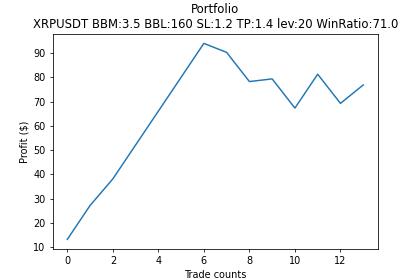 Portfolio
XRPUSDT BBM:3.5 BBL:160 SL:1.2 TP:1.4 lev:20 WinRatio:71.0
90
80
70
60
50
40
30
20
10
Profit ($)
0 2 4 6 8 10 12
Trade counts